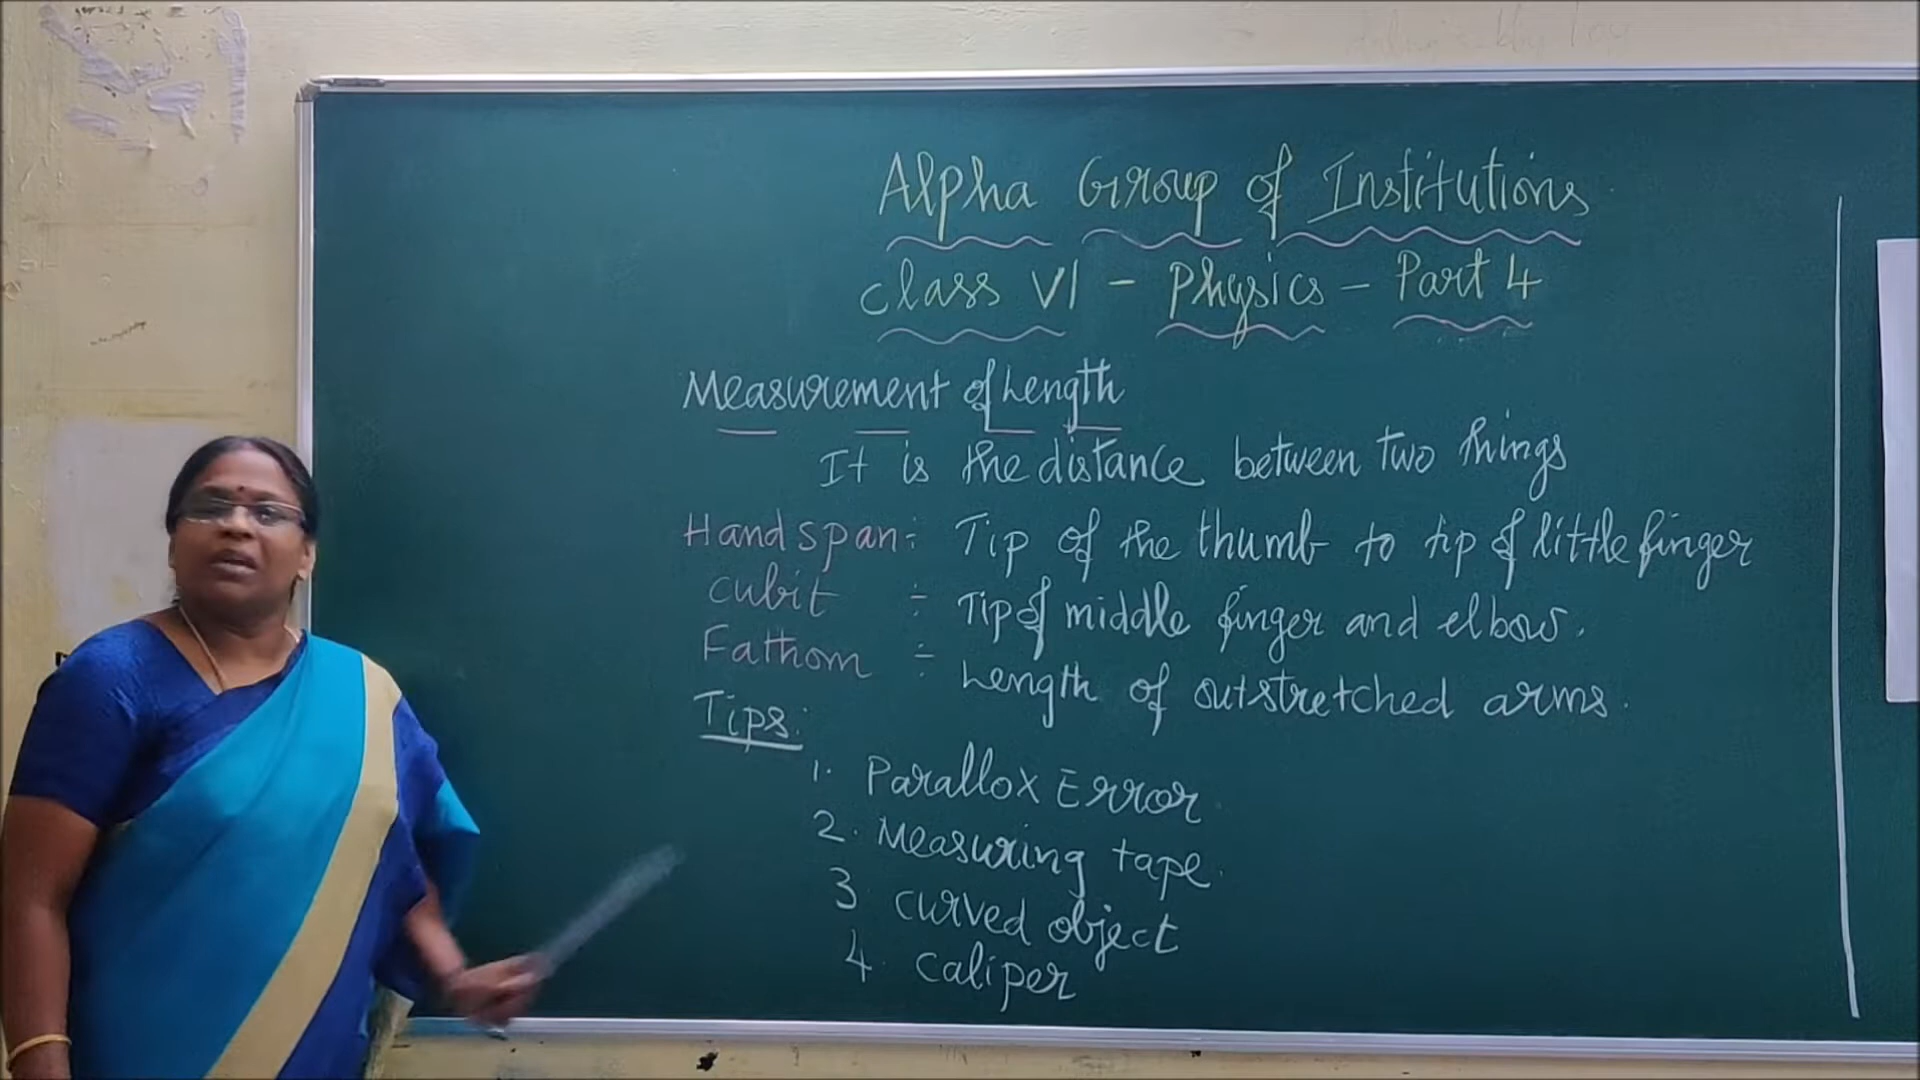 Alpha Group of Institutions
Class VI - Physics - Part 4
Measurement of Length
It is the distance between two things
Hand span :- Tip of the thumb to tip of little finger
Cubit :- Tip of middle finger and elbow.
Fathom :- Length of outstretched arms.
Tips:
1. Parallox Error
2. Measuring tape.
3 Curved object
4. Caliper